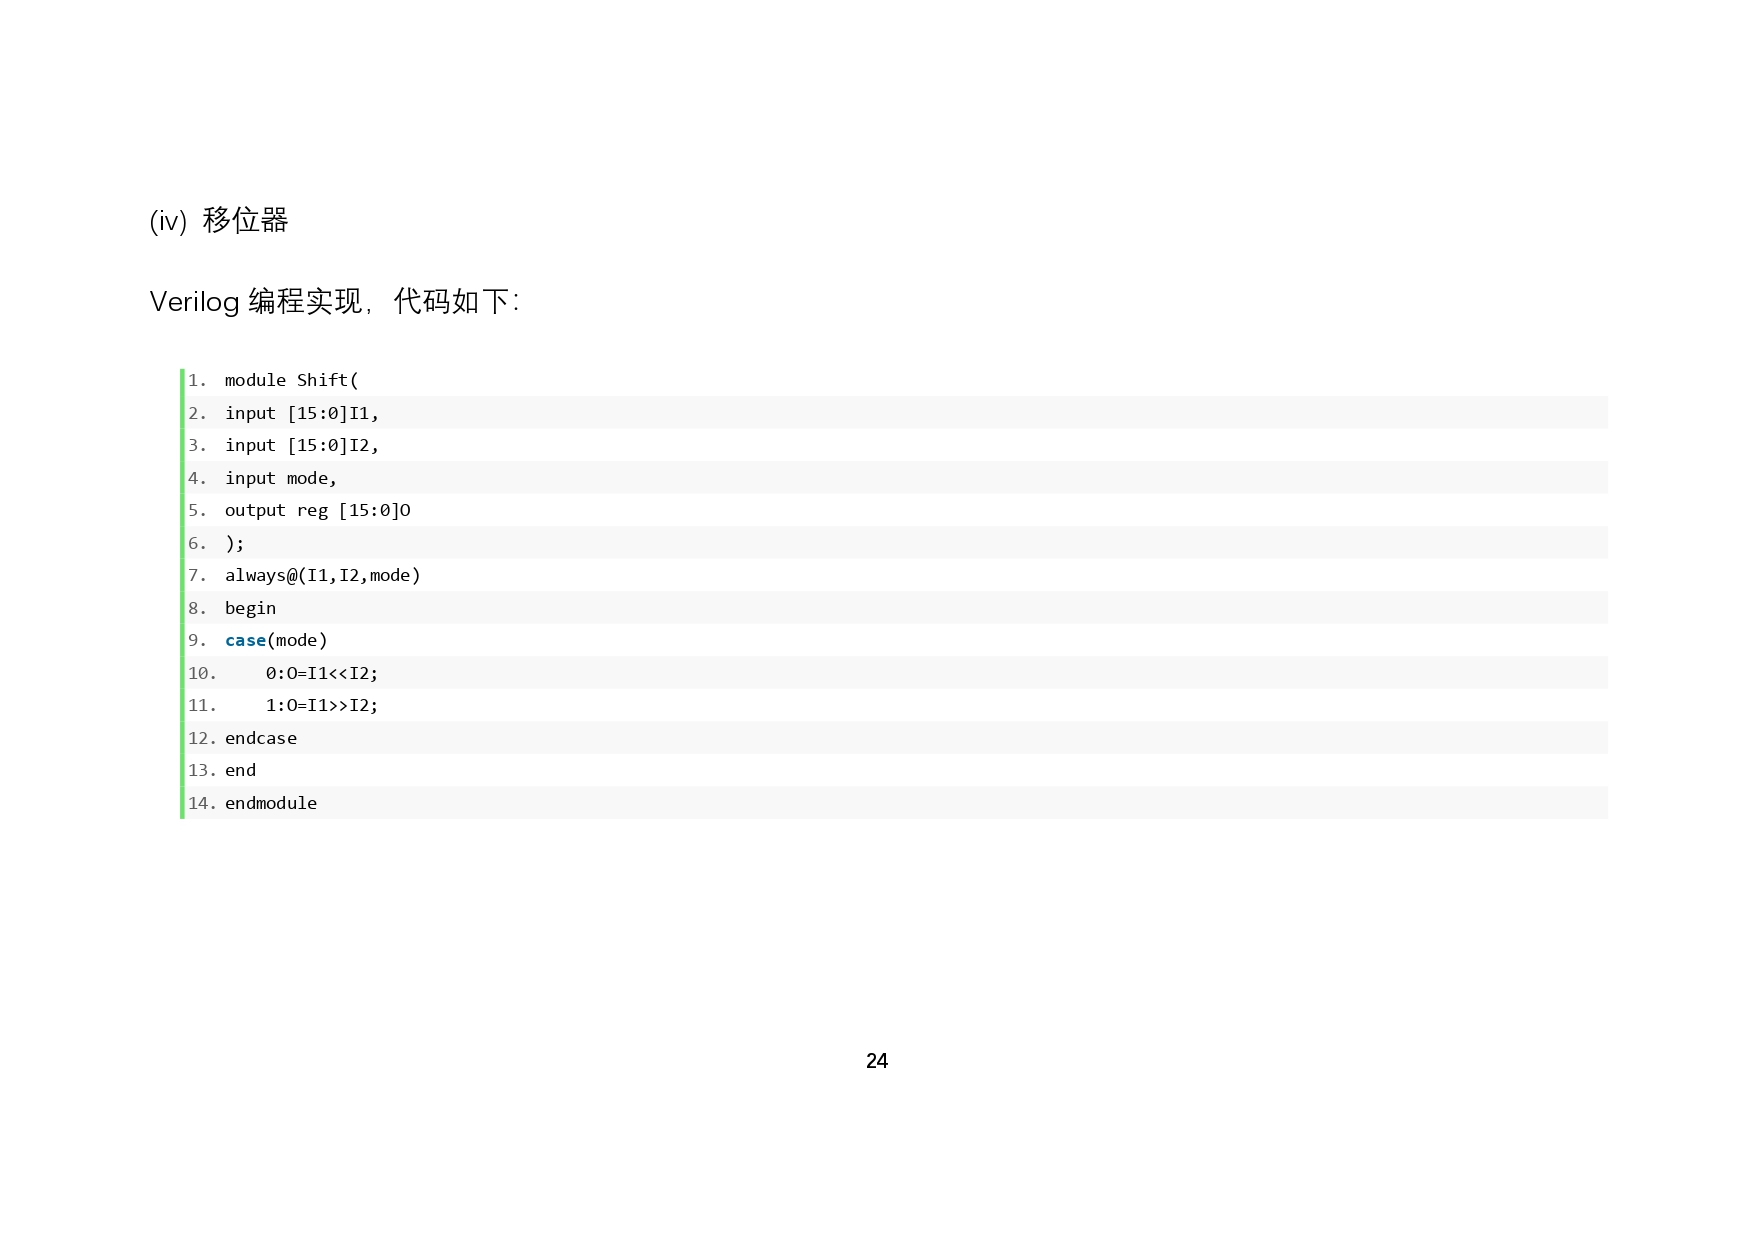 (iv) 移位器
Verilog 编程实现，代码如下：
1. module Shift(
2. input [15:0]I1,
3. input [15:0]I2,
4. input mode,
5. output reg [15:0]O
6. );
7. always@(I1,I2,mode)
8. begin
9. case(mode)
10.     0:O=I1<<I2;
11.     1:O=I1>>I2;
12. endcase
13. end
14. endmodule
24